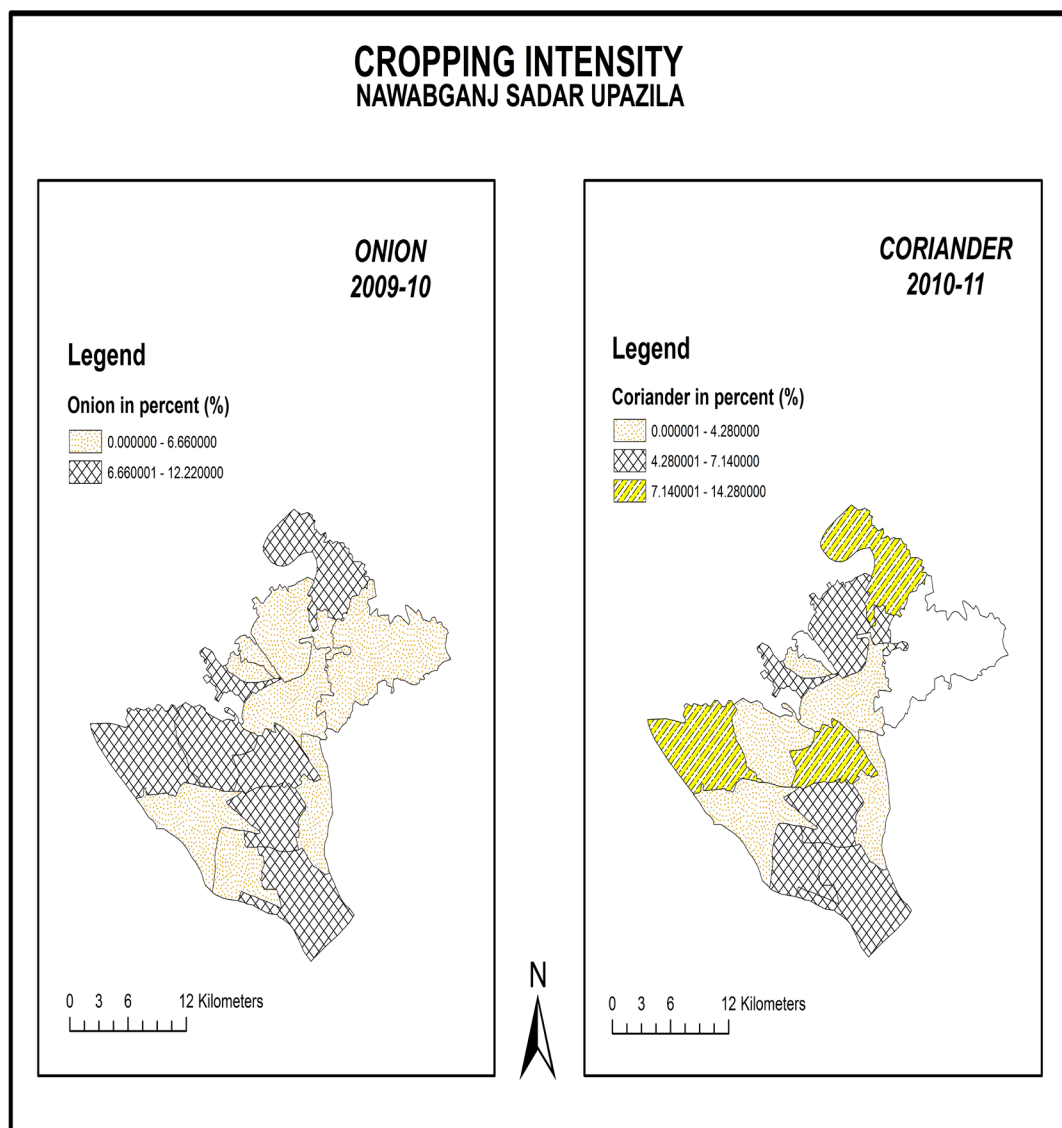 CROPPING INTENSITY
NAWABGANJ SADAR UPAZILA
ONION
2009-10
Legend
Onion in percent (%)
0.000000 - 6.660000
6.660001 - 12.220000
0 3 6 12 Kilometers
N
CORIANDER
2010-11
Legend
Coriander in percent (%)
0.000001 - 4.280000
4.280001 - 7.140000
7.140001 - 14.280000
0 3 6 12 Kilometers